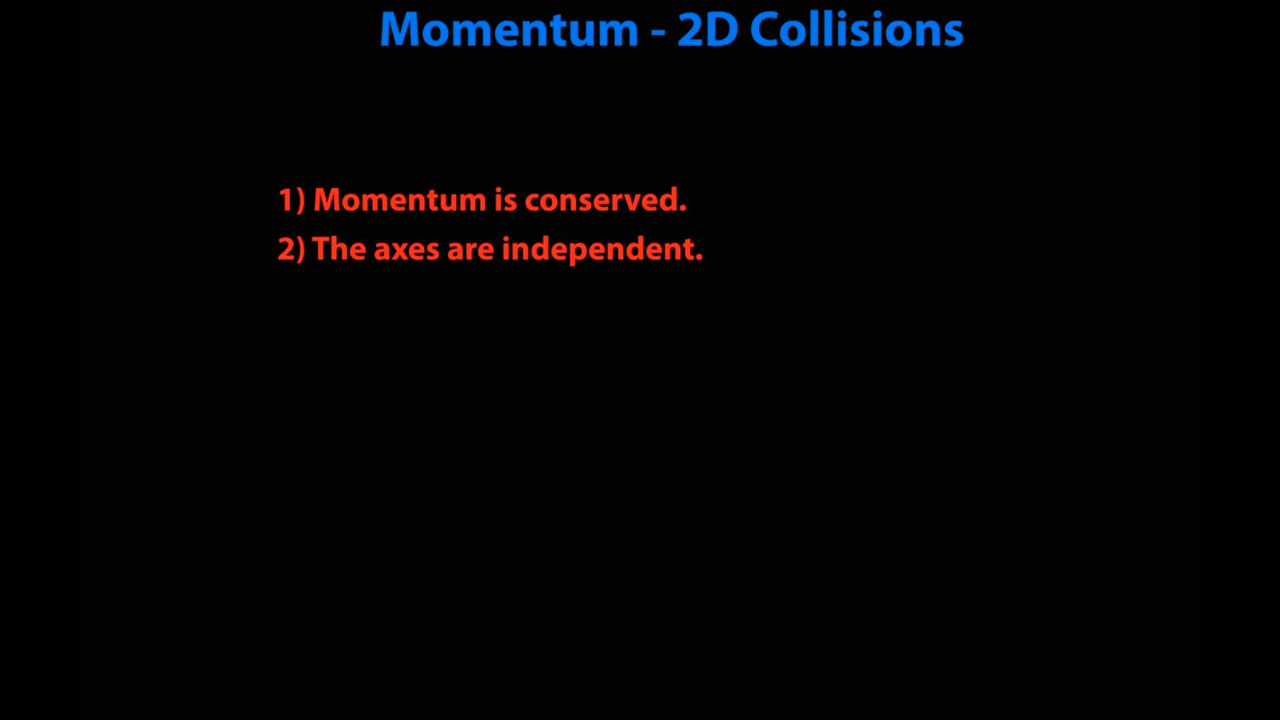 Momentum - 2D Collisions
1) Momentum is conserved.
2) The axes are independent.